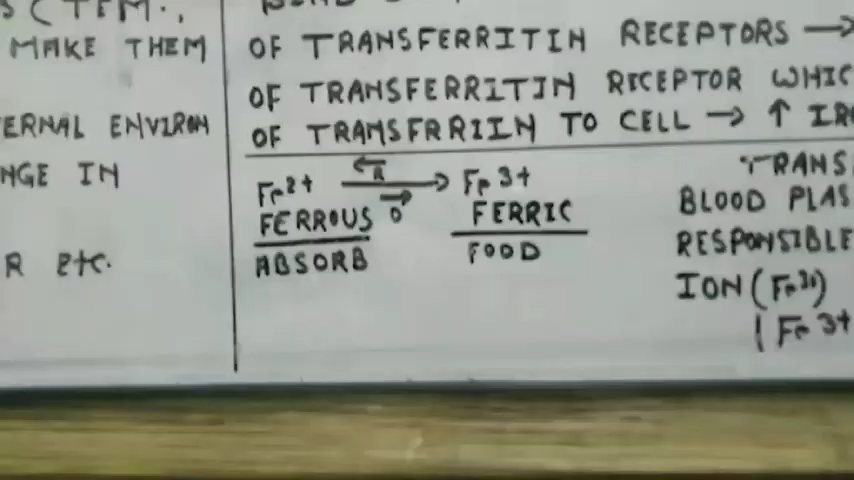 MAKE THEM
ERNAL ENVIRON
NGE IN
R etc.
OF TRANSFERRITIN RECEPTORS →
OF TRANSFERRITIN RECEPTOR WHIC
OF TRANSFRRIIN TO CELL → ↑ IR
Fe2+ R → Fe3+
FERROUS O FERRIC
ABSORB FOOD
TRANS
BLOOD PLAS
RESPONSIBLE
ION (Fe3+)
Fe3+